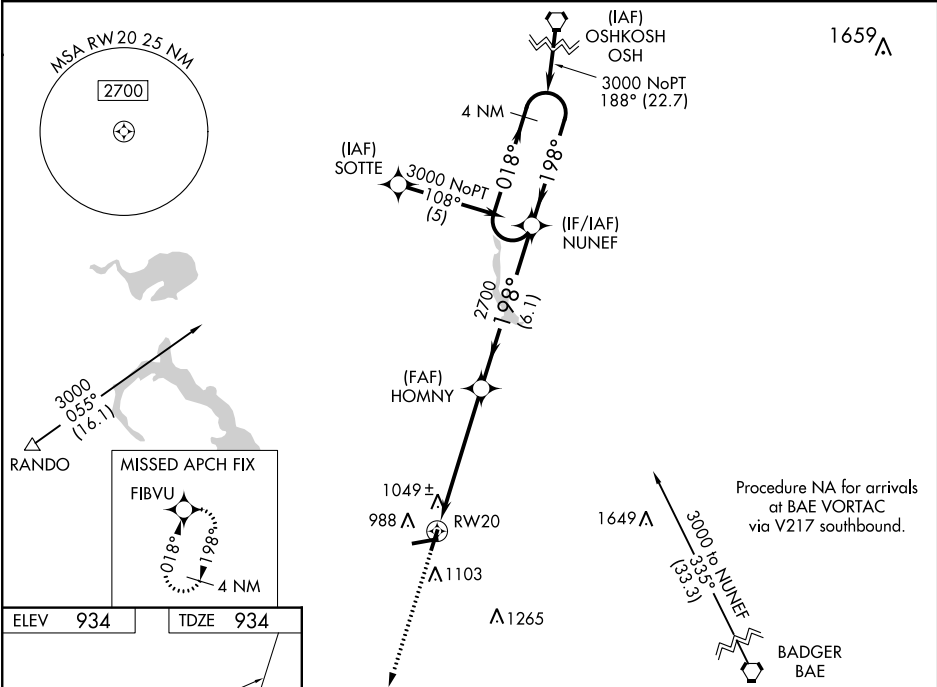 MSA RW20 25 NM
2700
(IAF)
OSHKOSH
OSH
1659
3000 NoPT
188° (22.7)
4 NM
018°
198°
(IAF)
SOTTE
3000 NoPT
108°
(5)
(IF/IAF)
NUNEF
2700
198°
(6.1)
(FAF)
HOMNY
3000
055°
(16.1)
RANDO
MISSED APCH FIX
FIBVU
018°
198°
4 NM
1049±
988
RW20
1103
1265
1649
Procedure NA for arrivals
at BAE VORTAC
via V217 southbound.
3000 to NUNEF
335°
(33.3)
BADGER
BAE
ELEV 934
TDZE 934